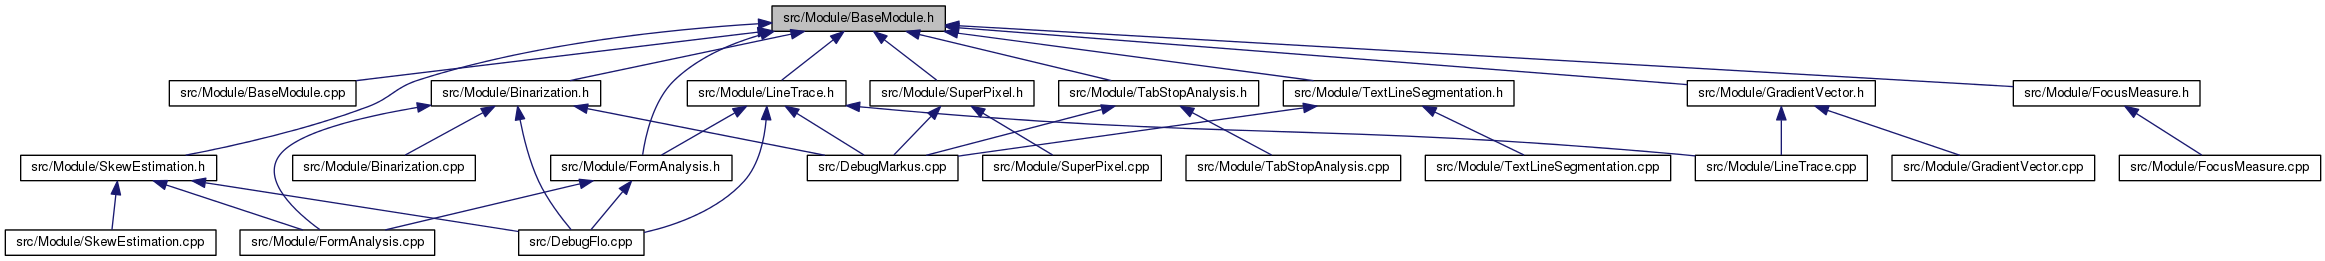 src/Module/BaseModule.h
src/Module/BaseModule.cpp
src/Module/Binarization.h
src/Module/LineTrace.h
src/Module/SuperPixel.h
src/Module/TabStopAnalysis.h
src/Module/TextLineSegmentation.h
src/Module/GradientVector.h
src/Module/FocusMeasure.h
src/Module/SkewEstimation.h
src/Module/Binarization.cpp
src/Module/FormAnalysis.h
src/DebugMarkus.cpp
src/Module/SuperPixel.cpp
src/Module/TabStopAnalysis.cpp
src/Module/TextLineSegmentation.cpp
src/Module/LineTrace.cpp
src/Module/GradientVector.cpp
src/Module/FocusMeasure.cpp
src/Module/SkewEstimation.cpp
src/Module/FormAnalysis.cpp
src/DebugFlo.cpp